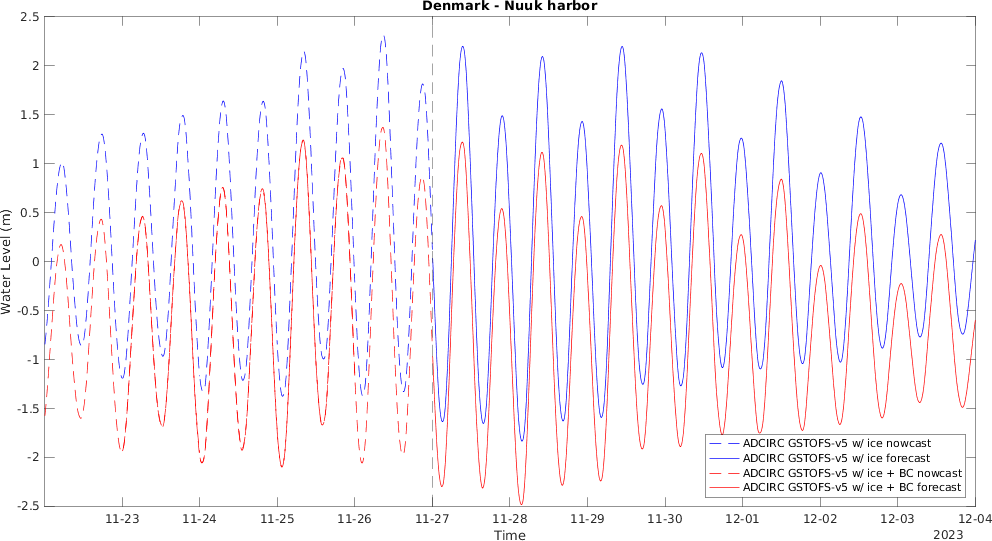 Denmark - Nuuk harbor
2.5
2
1.5
1
0.5
0
-0.5
-1
-1.5
-2
-2.5
Water Level (m)
ADCIRC GSTOFS-v5 w/ ice nowcast
ADCIRC GSTOFS-v5 w/ ice forecast
ADCIRC GSTOFS-v5 w/ ice + BC nowcast
ADCIRC GSTOFS-v5 w/ ice + BC forecast
11-23 11-24 11-25 11-26 11-27 11-28 11-29 11-30 12-01 12-02 12-03 12-04
Time
2023